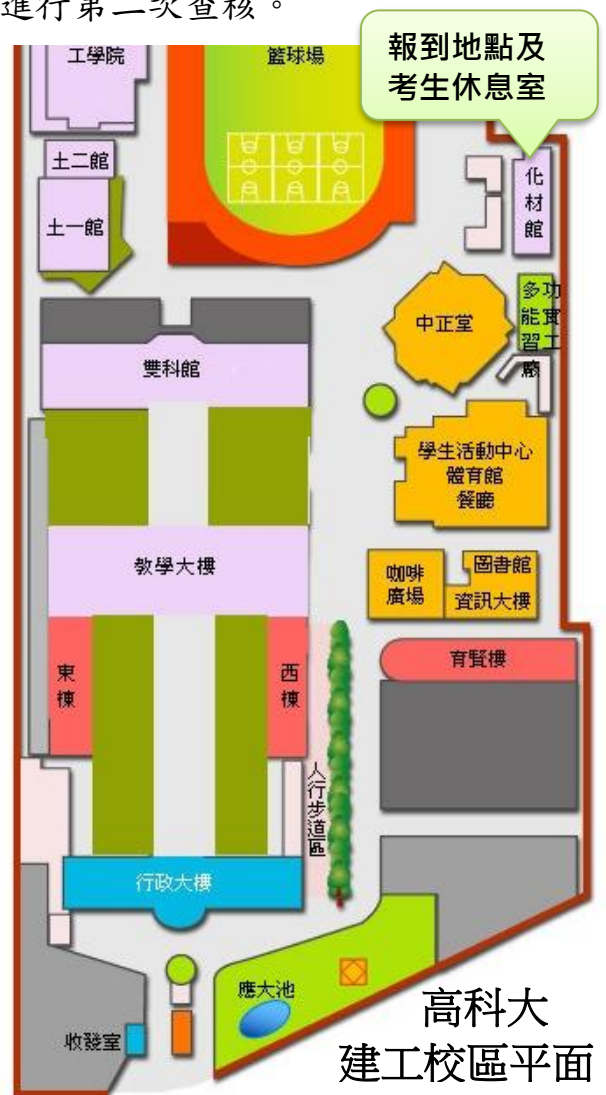 進行第二次查核。
報到地點及
考生休息室
工學院
籃球場
土二館
土一館
化
材
館
中正堂
多功
能實
習工
廠
雙科館
學生活動中心
體育館
餐廳
教學大樓
咖啡
廣場
圖書館
資訊大樓
東
棟
西
棟
育賢樓
人行步道區
行政大樓
應大池
收發室
高科大
建工校區平面